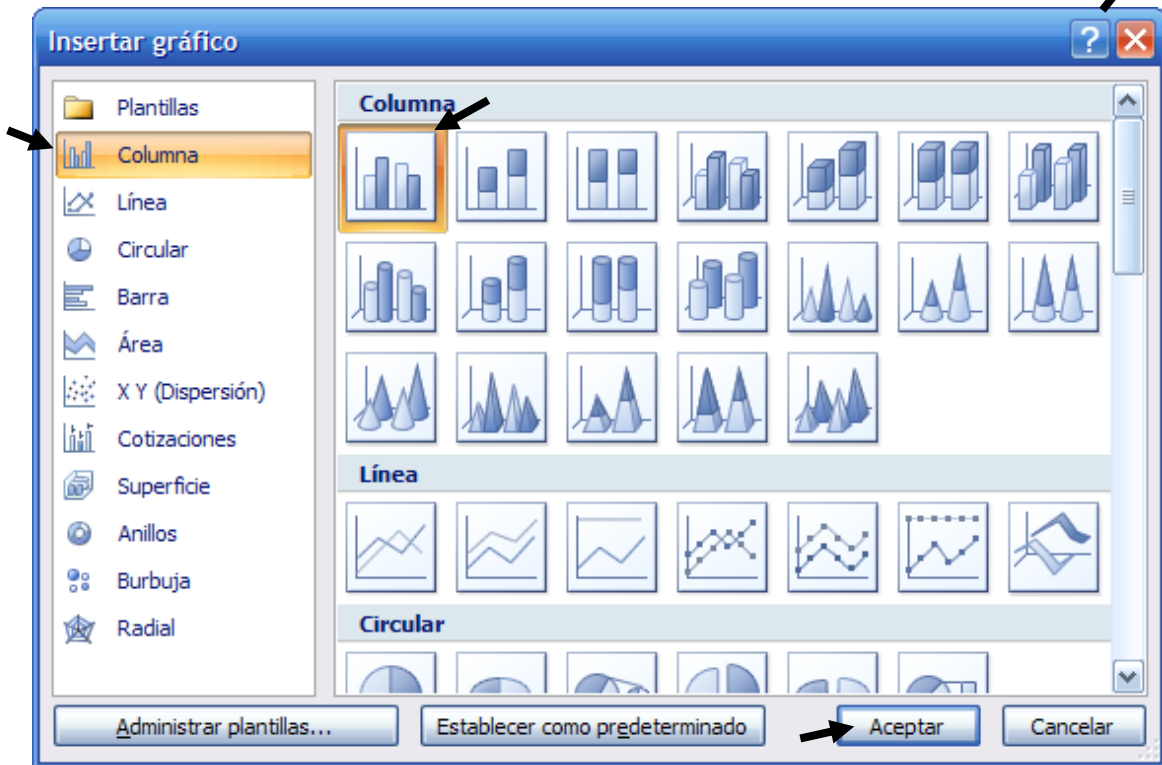 Insertar gráfico
Plantillas
Columna
Línea
Circular
Barra
Área
X Y (Dispersión)
Cotizaciones
Superficie
Anillos
Burbuja
Radial
Columna
Línea
Circular
Administrar plantillas...
Establecer como predeterminado
Aceptar
Cancelar